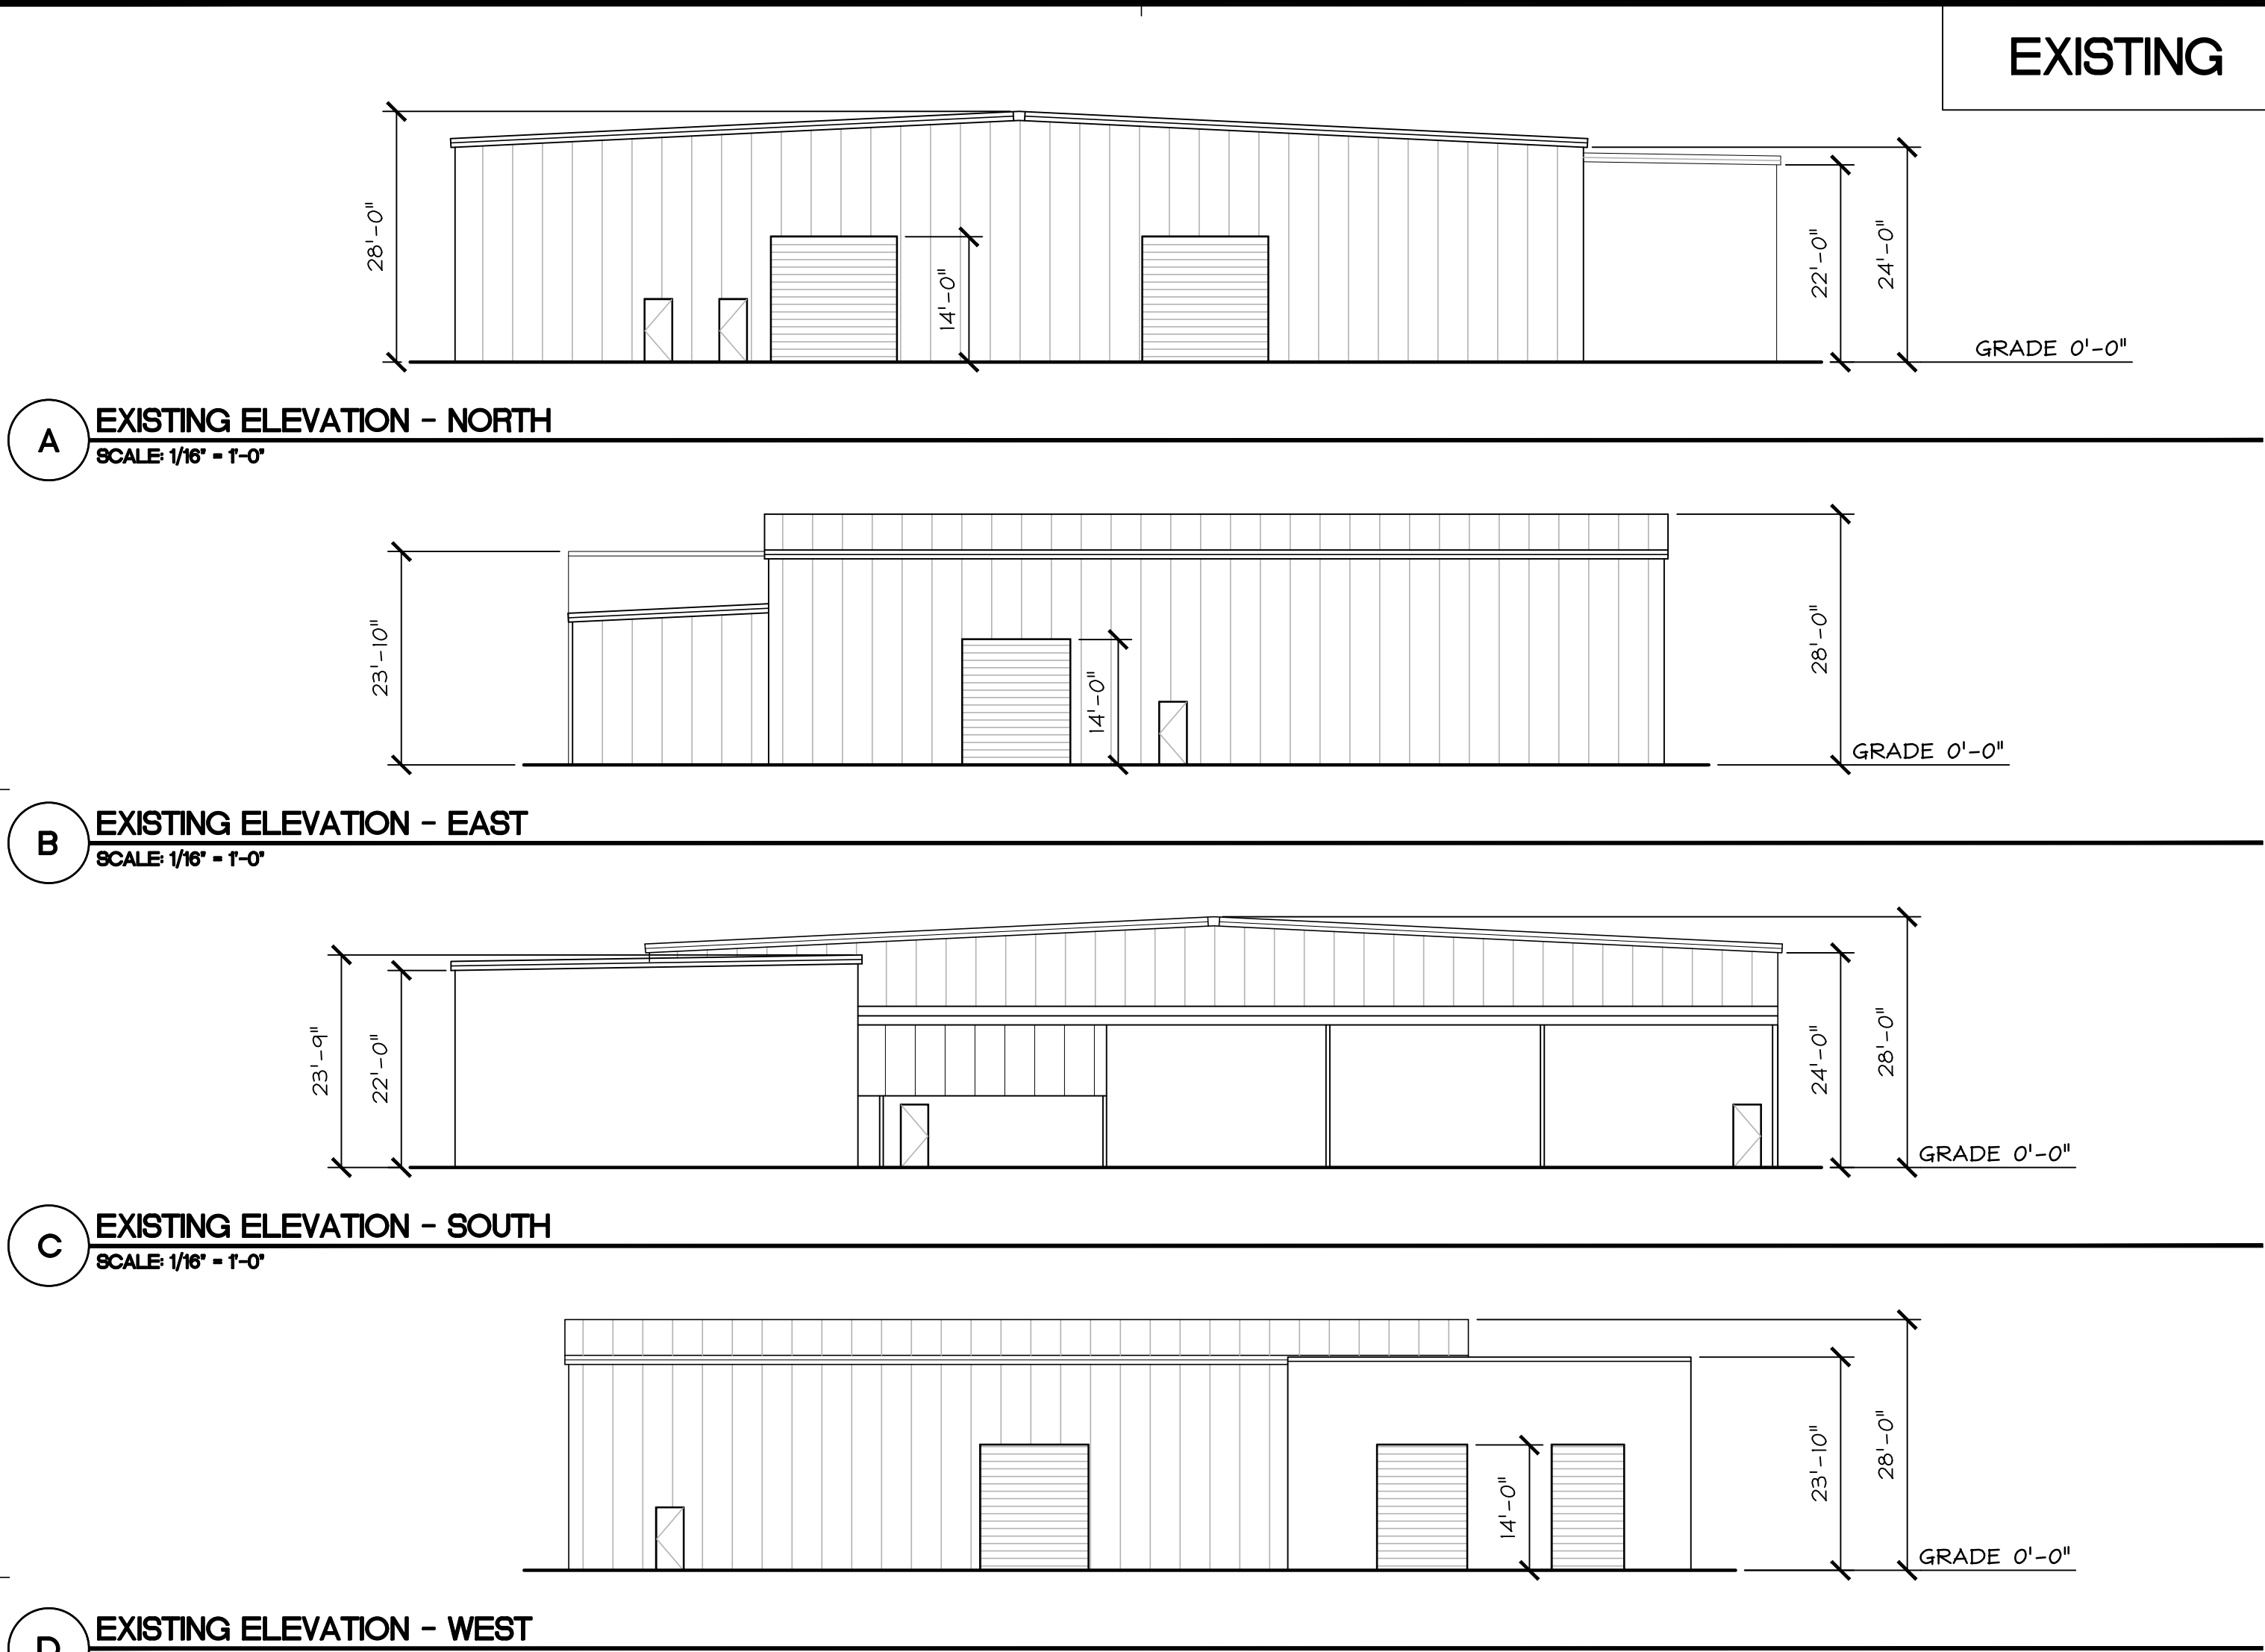 EXISTING
28'-0"
14'-0"
22'-0"
24'-0"
GRADE 0'-0"
A
EXISTING ELEVATION - NORTH
SCALE: 1/16" = 1'-0"
23'-10"
14'-0"
28'-0"
GRADE 0'-0"
B
EXISTING ELEVATION - EAST
SCALE: 1/16" = 1'-0"
23'-9"
22'-0"
24'-0"
28'-0"
GRADE 0'-0"
C
EXISTING ELEVATION - SOUTH
SCALE: 1/16" = 1'-0"
14'-0"
23'-10"
28'-0"
GRADE 0'-0"
D
EXISTING ELEVATION - WEST